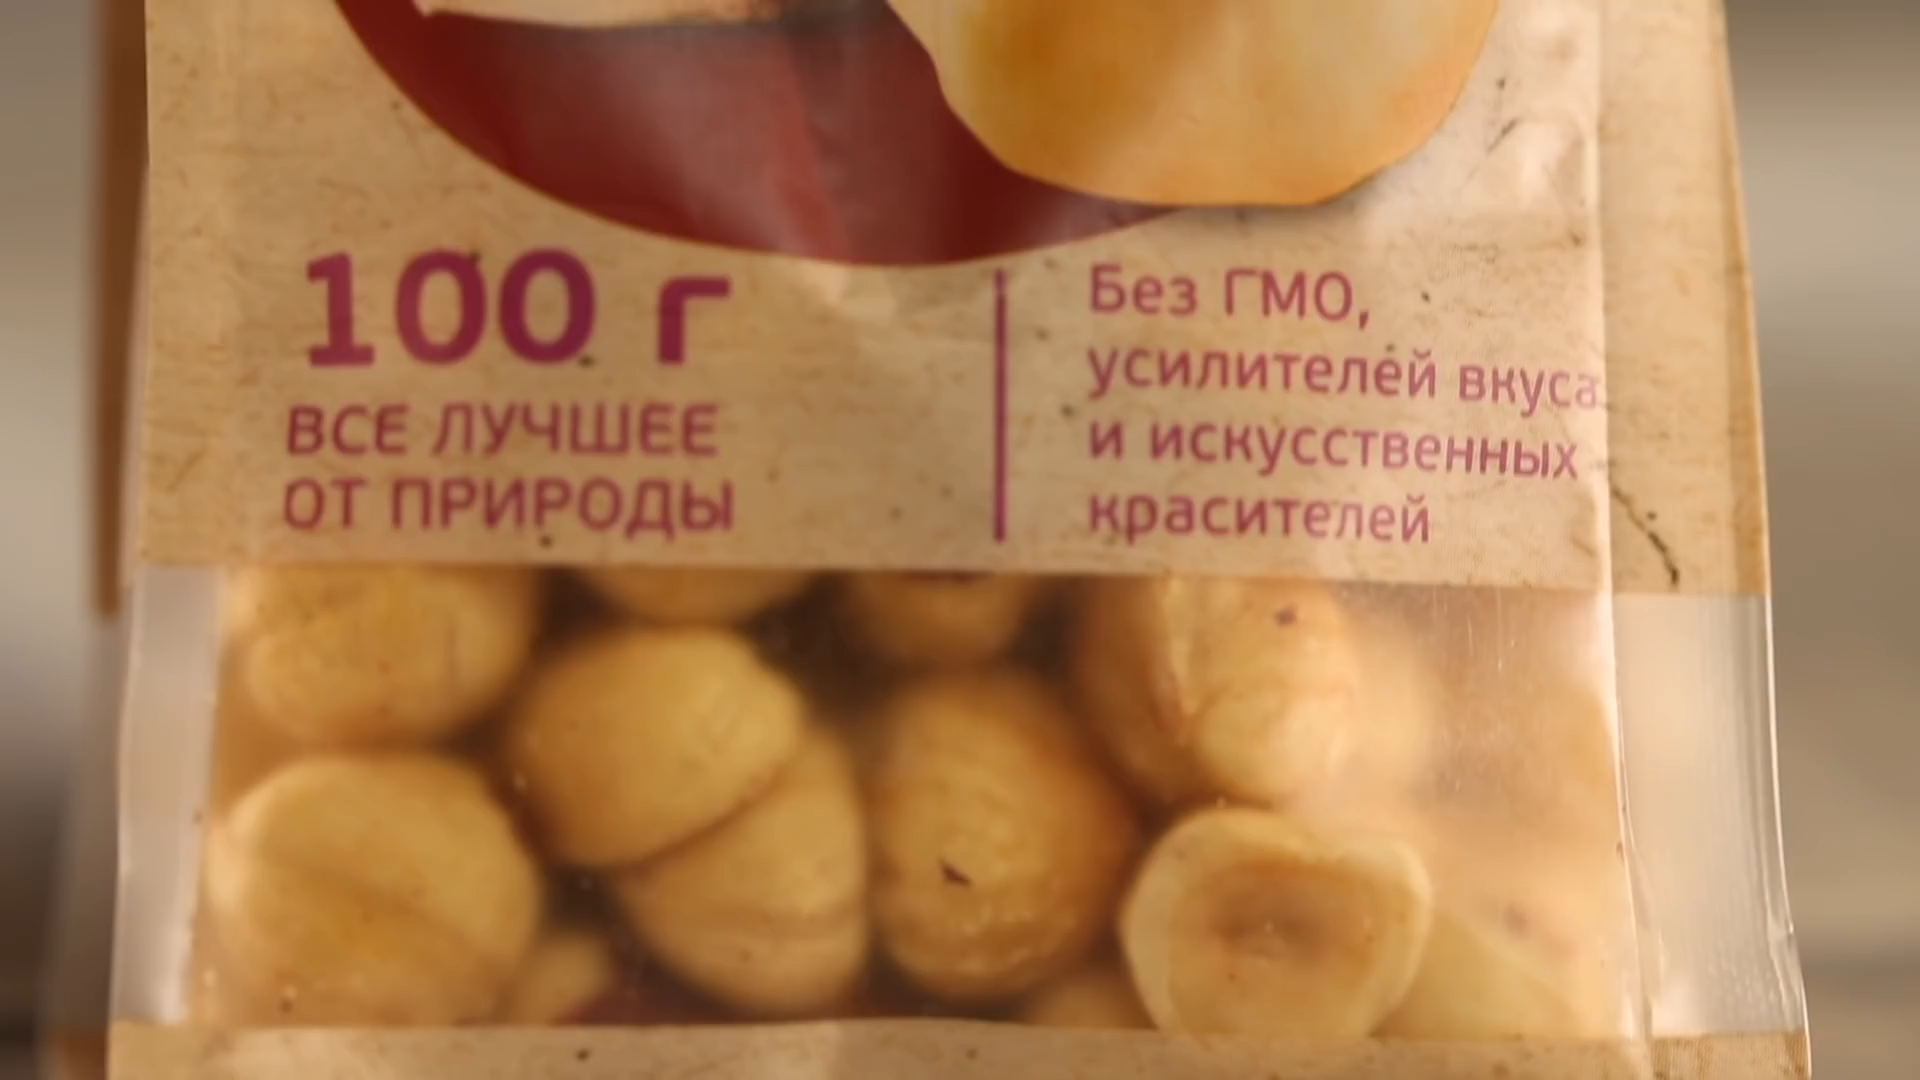 100 г
ВСЕ ЛУЧШЕЕ
ОТ ПРИРОДЫ
Без ГМО,
усилителей вкуса
и искусственных
красителей